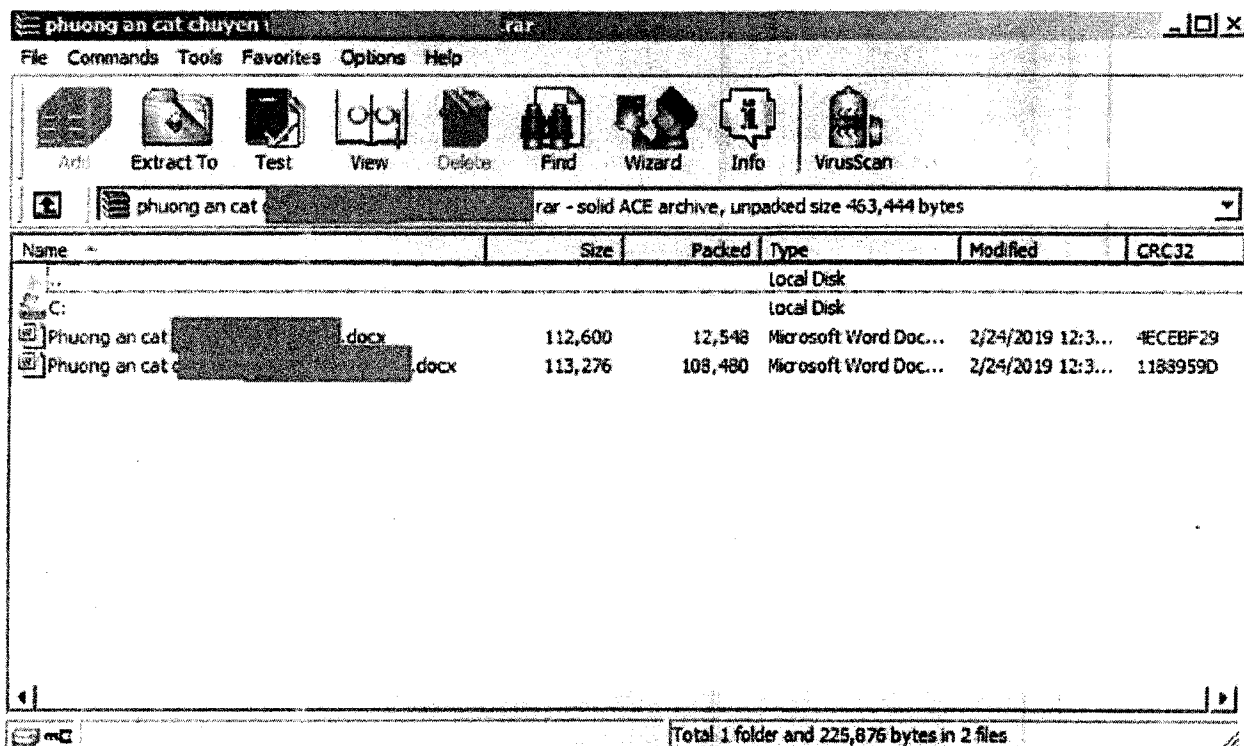 phuong an cat chuyen .rar
File Commands Tools Favorites Options Help
Add Extract To Test View Delete Find Wizard Info VirusScan
phuong an cat rar - solid ACE archive, unpacked size 463,444 bytes
Name Size Packed Type Modified CRC32
.. Local Disk
C: Local Disk
Phuong an cat .docx 112,600 12,548 Microsoft Word Doc... 2/24/2019 12:3... 4ECEBF29
Phuong an cat .docx 113,276 108,480 Microsoft Word Doc... 2/24/2019 12:3... 1188959D
Total 1 folder and 225,876 bytes in 2 files